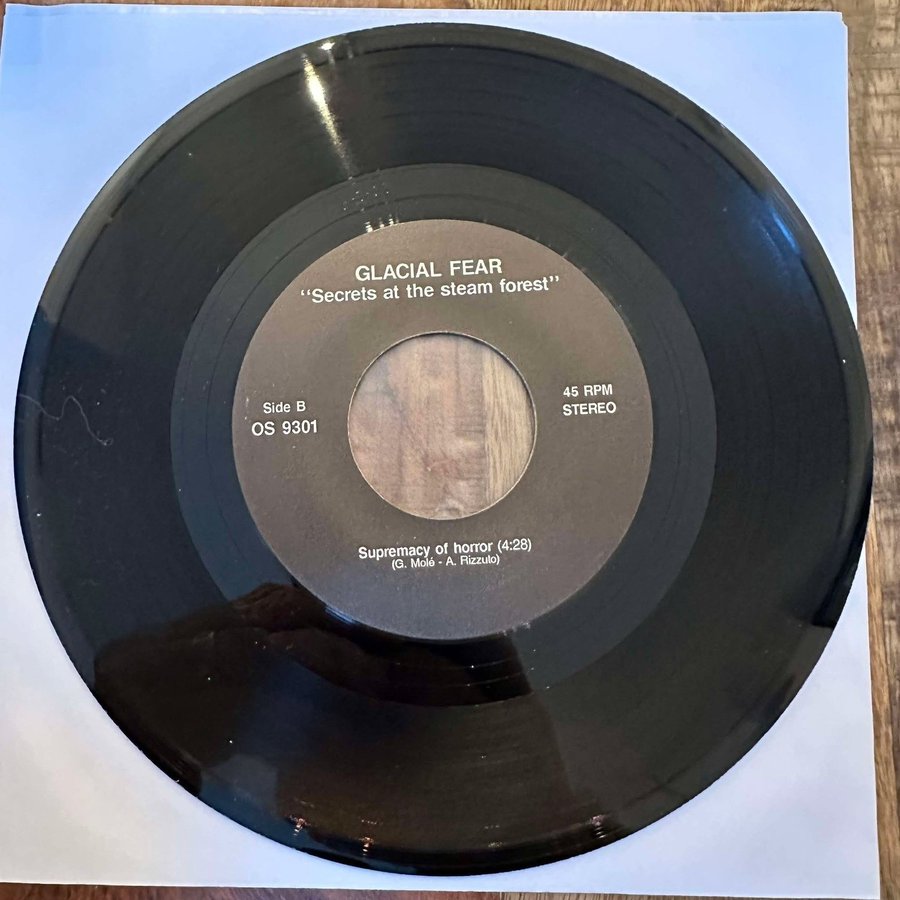 GLACIAL FEAR
“Secrets at the steam forest”
Side B
OS 9301
45 RPM
STEREO
Supremacy of horror (4:28)
(G. Molé - A. Rizzulo)